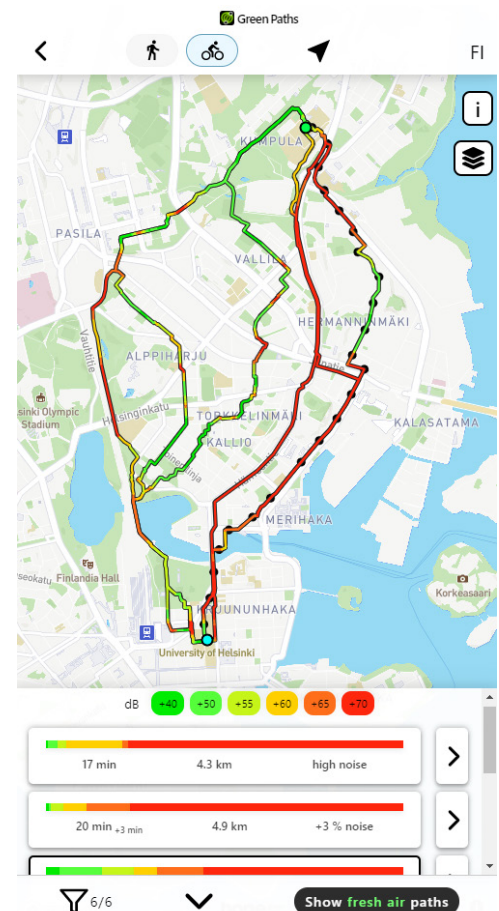 Green Paths
FI
KUMPULA
i
PASILA
VALLILA
Vauhtitie
HERMANNINMÄKI
ALPPIHARJU
natie
sinki Olympic
Stadium
Helsinginkatu
TORKKELINMÄKI
KALASATAMA
KALLIO
MERIHAKA
Finlandia Hall
Korkeasaari
University of Helsinki
dB +40 +50 +55 +60 +65 +70
17 min 4.3 km high noise
20 min +3 min 4.9 km +3 % noise
6/6
Show fresh air paths